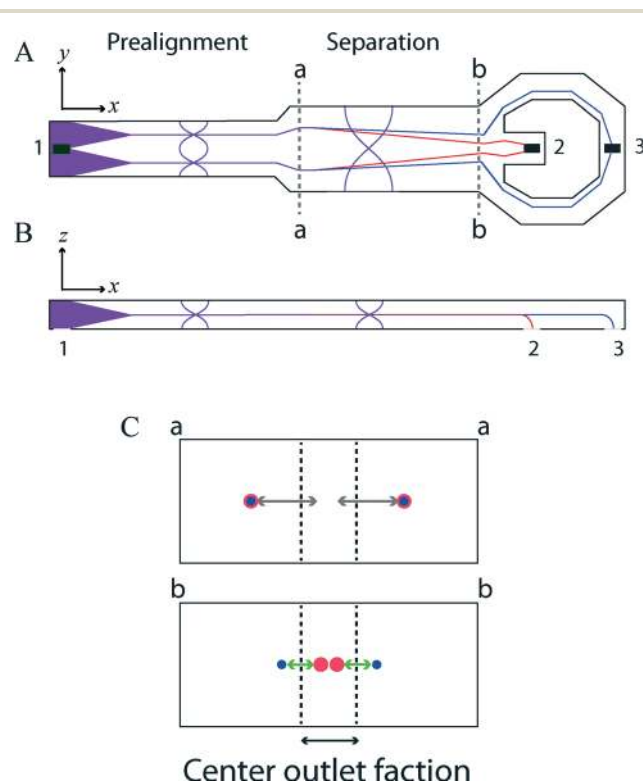 Prealignment Separation
A
y
x
a b
1 2 3
a b
B
z
x
1 2 3
C
a a
b b
Center outlet faction